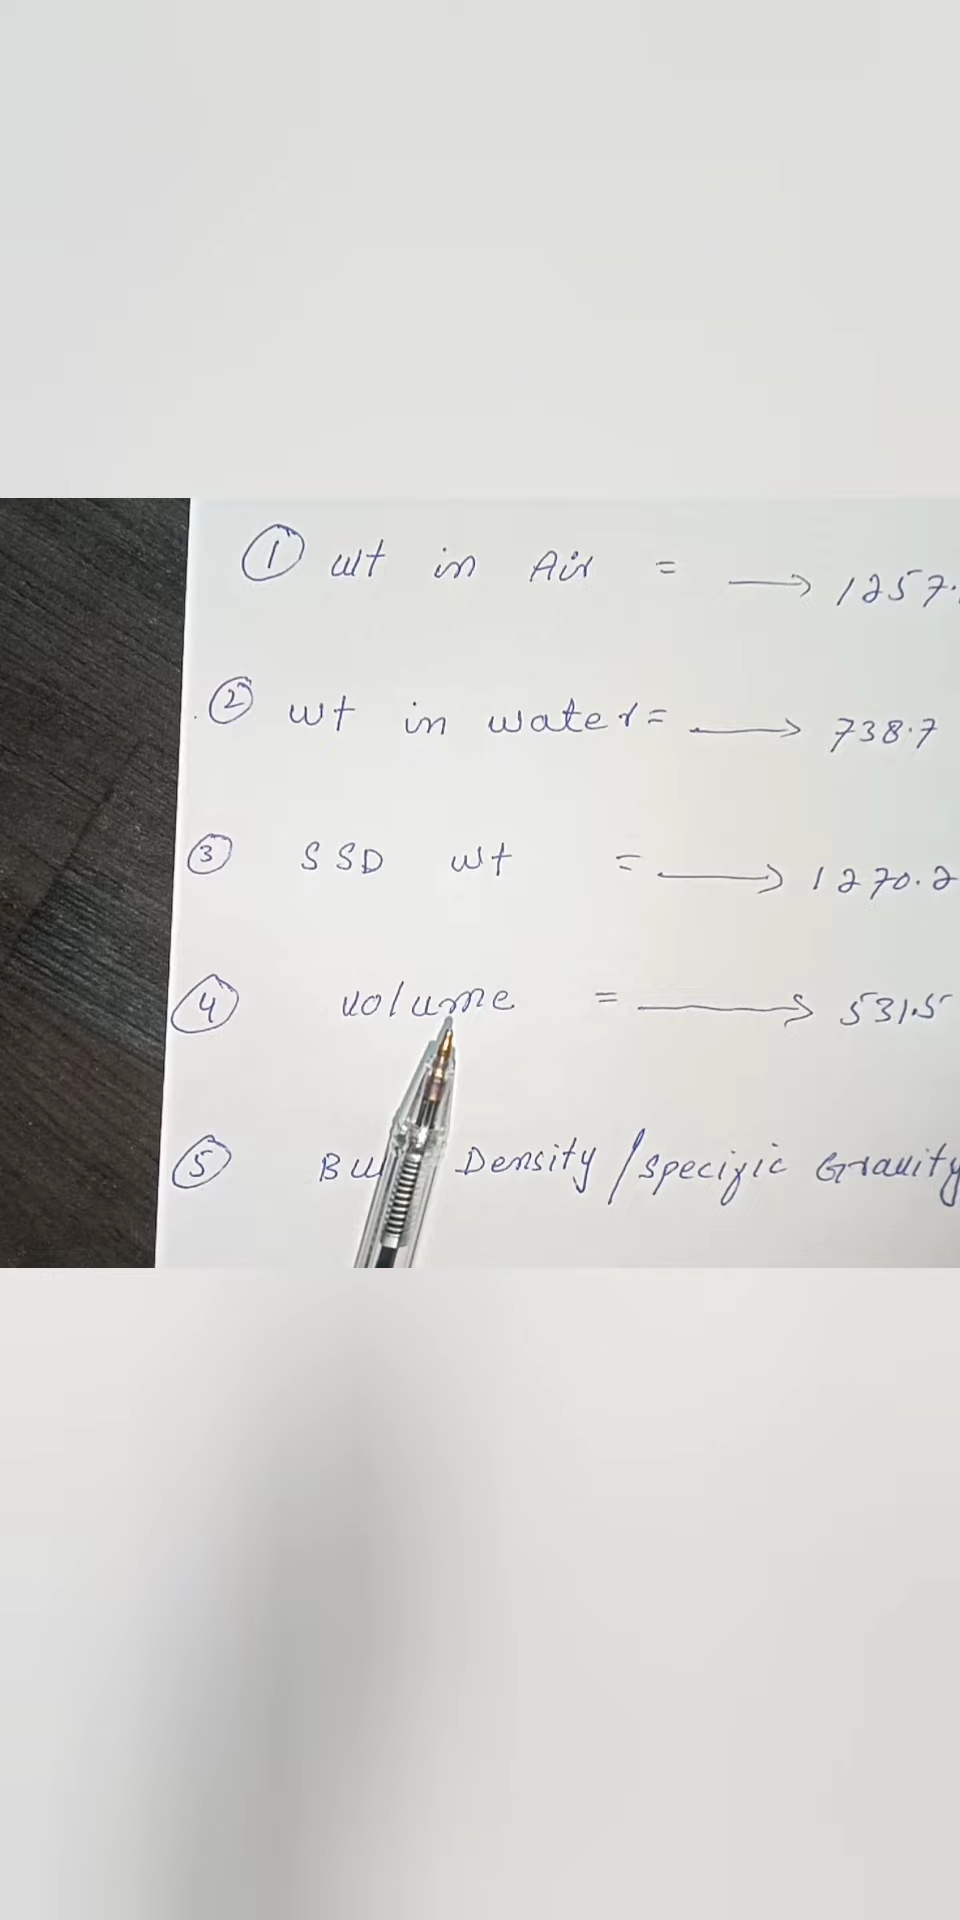 ① wt in Air = → 1257.
② wt in water = → 738.7
③ SSD wt = → 1270.2
④ volume = → 531.5
⑤ Density / specific Gravity